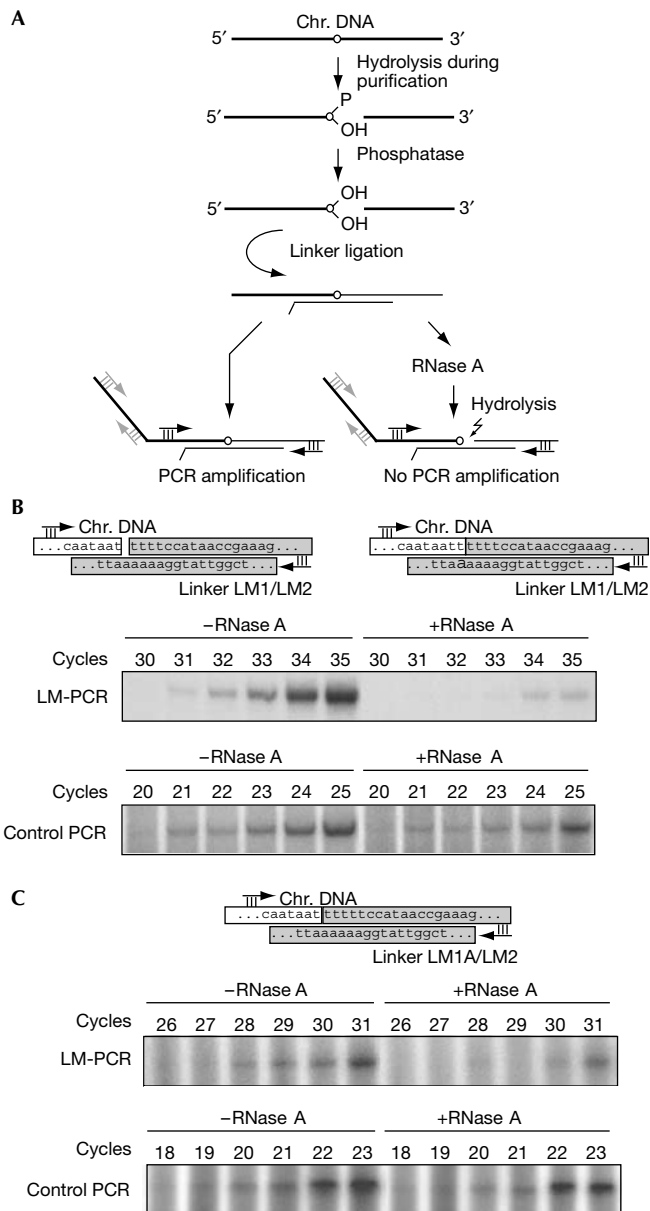 A
Chr. DNA
5′ 3′
Hydrolysis during
purification
P
5′ 3′
OH
Phosphatase
OH
5′ 3′
OH
Linker ligation
RNase A
Hydrolysis
PCR amplification No PCR amplification
B
Chr. DNA Chr. DNA
...caataat ttttccataaccgaaag... ...caataatt ttttccataaccgaaag...
...ttaaaaaaggtattggct... ...ttaaaaaaggtattggct...
Linker LM1/LM2 Linker LM1/LM2
−RNase A +RNase A
Cycles 30 31 32 33 34 35 30 31 32 33 34 35
LM-PCR
−RNase A +RNase A
Cycles 20 21 22 23 24 25 20 21 22 23 24 25
Control PCR
C
Chr. DNA
...caataat tttttccataaccgaaag...
...ttaaaaaaggtattggct...
Linker LM1A/LM2
−RNase A +RNase A
Cycles 26 27 28 29 30 31 26 27 28 29 30 31
LM-PCR
−RNase A +RNase A
Cycles 18 19 20 21 22 23 18 19 20 21 22 23
Control PCR